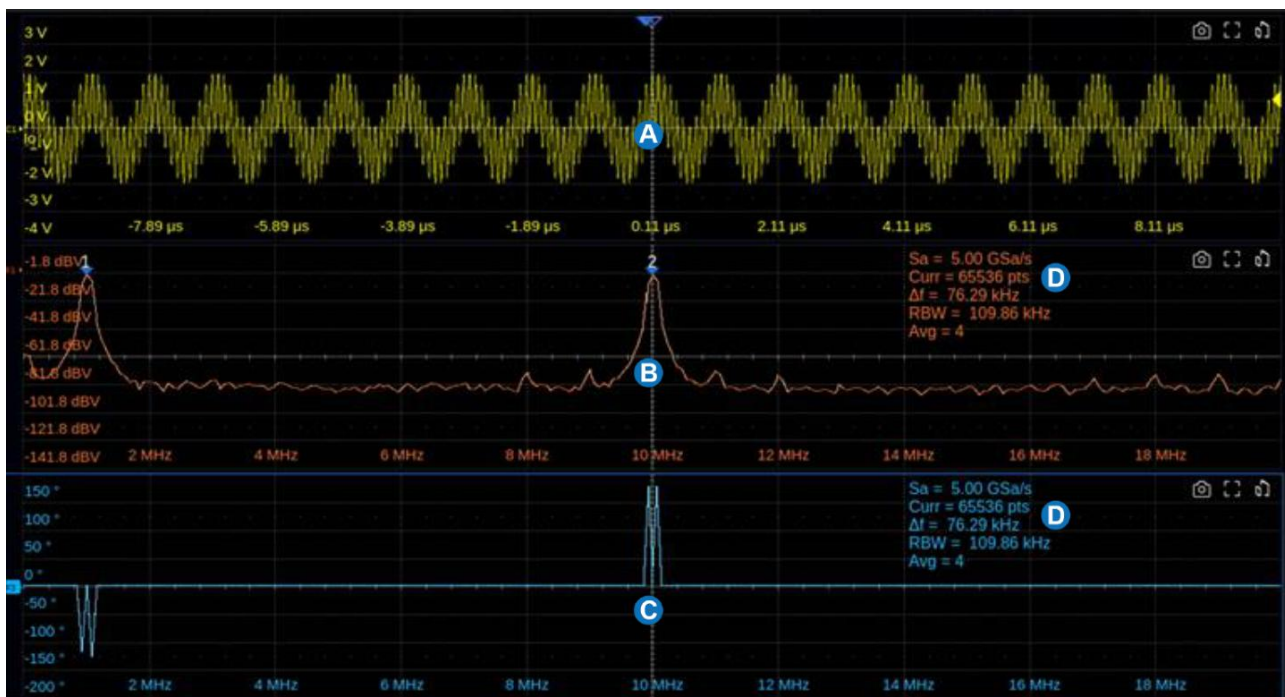 3 V
2 V
1 V
0 V
-2 V
-3 V
-4 V
-7.89 µs -5.89 µs -3.89 µs -1.89 µs 0.11 µs 2.11 µs 4.11 µs 6.11 µs 8.11 µs
A
-1.8 dBV
-21.8 dBV
-41.8 dBV
-61.8 dBV
-81.8 dBV
-101.8 dBV
-121.8 dBV
-141.8 dBV
1
2
Sa = 5.00 GSa/s
Curr = 65536 pts
Δf = 76.29 kHz
RBW = 109.86 kHz
Avg = 4
D
B
2 MHz 4 MHz 6 MHz 8 MHz 10 MHz 12 MHz 14 MHz 16 MHz 18 MHz
150 °
100 °
50 °
0 °
-50 °
-100 °
-150 °
-200 °
Sa = 5.00 GSa/s
Curr = 65536 pts
Δf = 76.29 kHz
RBW = 109.86 kHz
Avg = 4
D
C
2 MHz 4 MHz 6 MHz 8 MHz 10 MHz 12 MHz 14 MHz 16 MHz 18 MHz